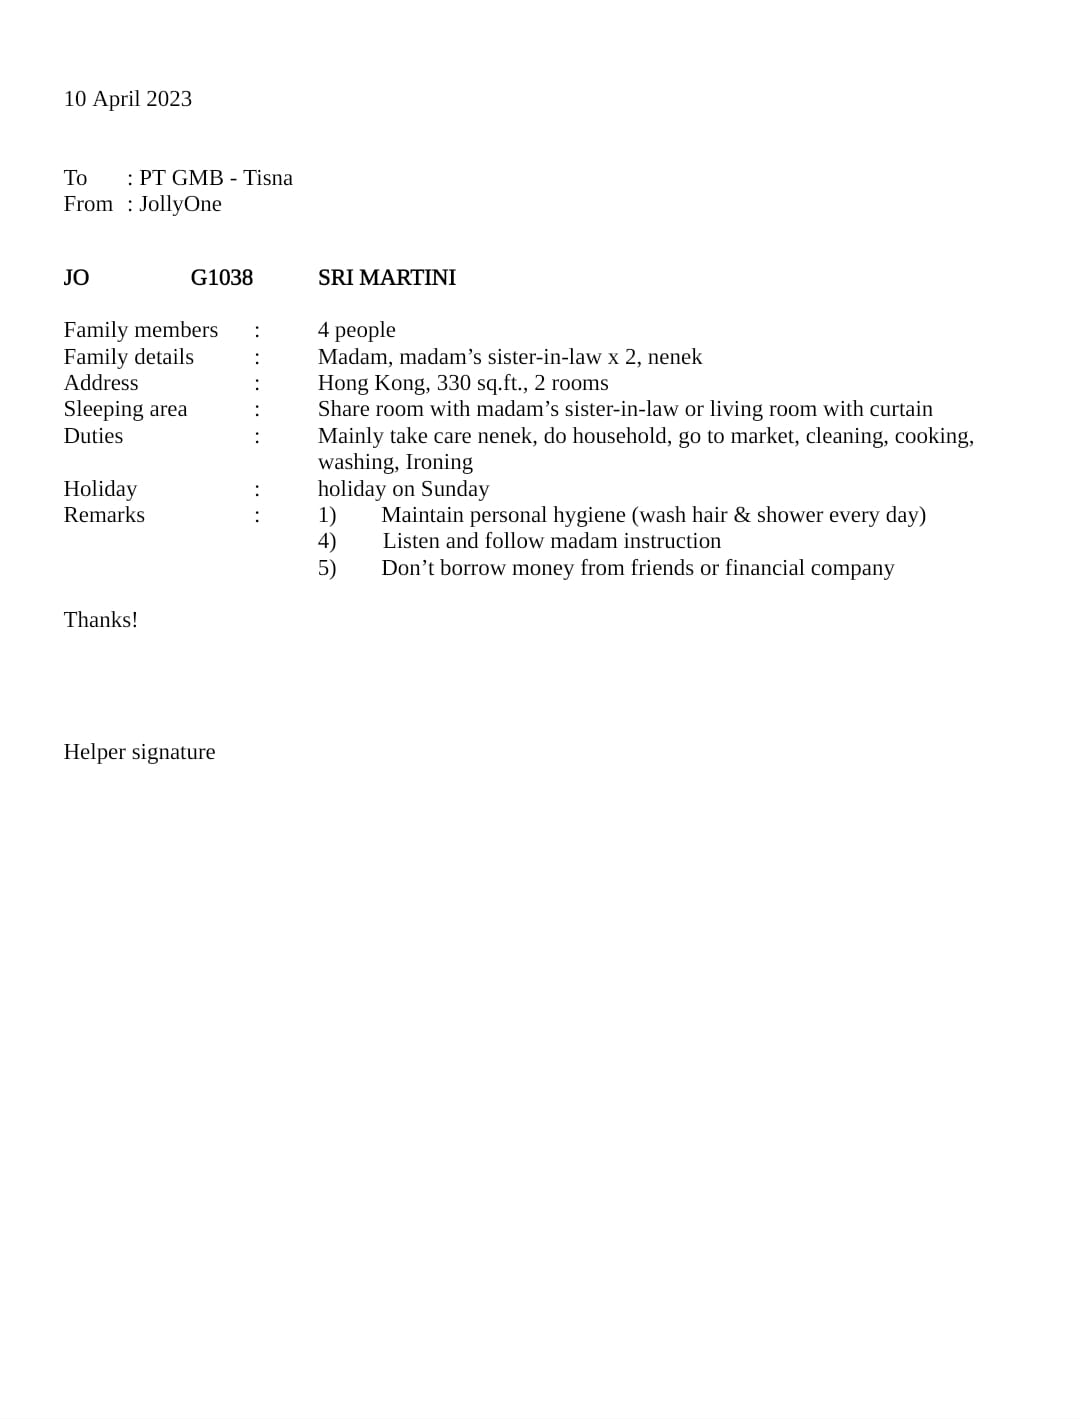 10 April 2023
To : PT GMB - Tisna
From : JollyOne
JO G1038 SRI MARTINI
Family members : 4 people
Family details : Madam, madam’s sister-in-law x 2, nenek
Address : Hong Kong, 330 sq.ft., 2 rooms
Sleeping area : Share room with madam’s sister-in-law or living room with curtain
Duties : Mainly take care nenek, do household, go to market, cleaning, cooking,
washing, Ironing
Holiday : holiday on Sunday
Remarks : 1) Maintain personal hygiene (wash hair & shower every day)
4) Listen and follow madam instruction
5) Don’t borrow money from friends or financial company
Thanks!
Helper signature